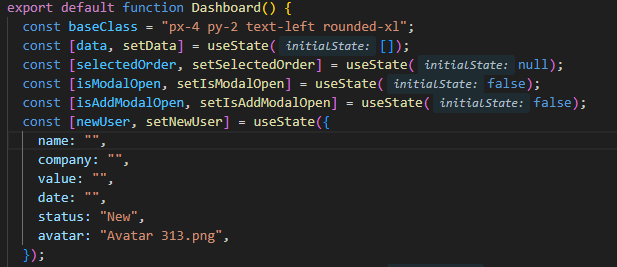 export default function Dashboard() {
const baseClass = "px-4 py-2 text-left rounded-xl";
const [data, setData] = useState(initialState: []);
const [selectedOrder, setSelectedOrder] = useState(initialState: null);
const [isModalOpen, setIsModalOpen] = useState(initialState: false);
const [isAddModalOpen, setIsAddModalOpen] = useState(initialState: false);
const [newUser, setNewUser] = useState({
name: "",
company: "",
value: "",
date: "",
status: "New",
avatar: "Avatar 313.png",
});